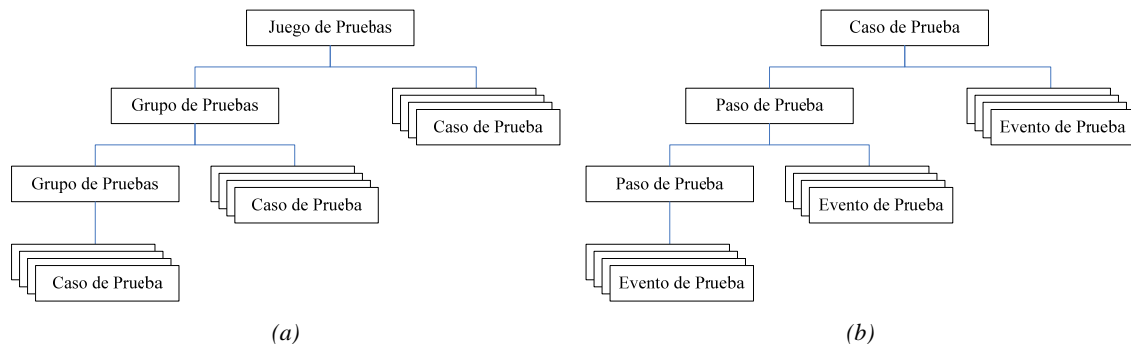 Juego de Pruebas
Grupo de Pruebas
Caso de Prueba
Grupo de Pruebas
Caso de Prueba
Caso de Prueba
(a)
Caso de Prueba
Paso de Prueba
Evento de Prueba
Paso de Prueba
Evento de Prueba
Evento de Prueba
(b)